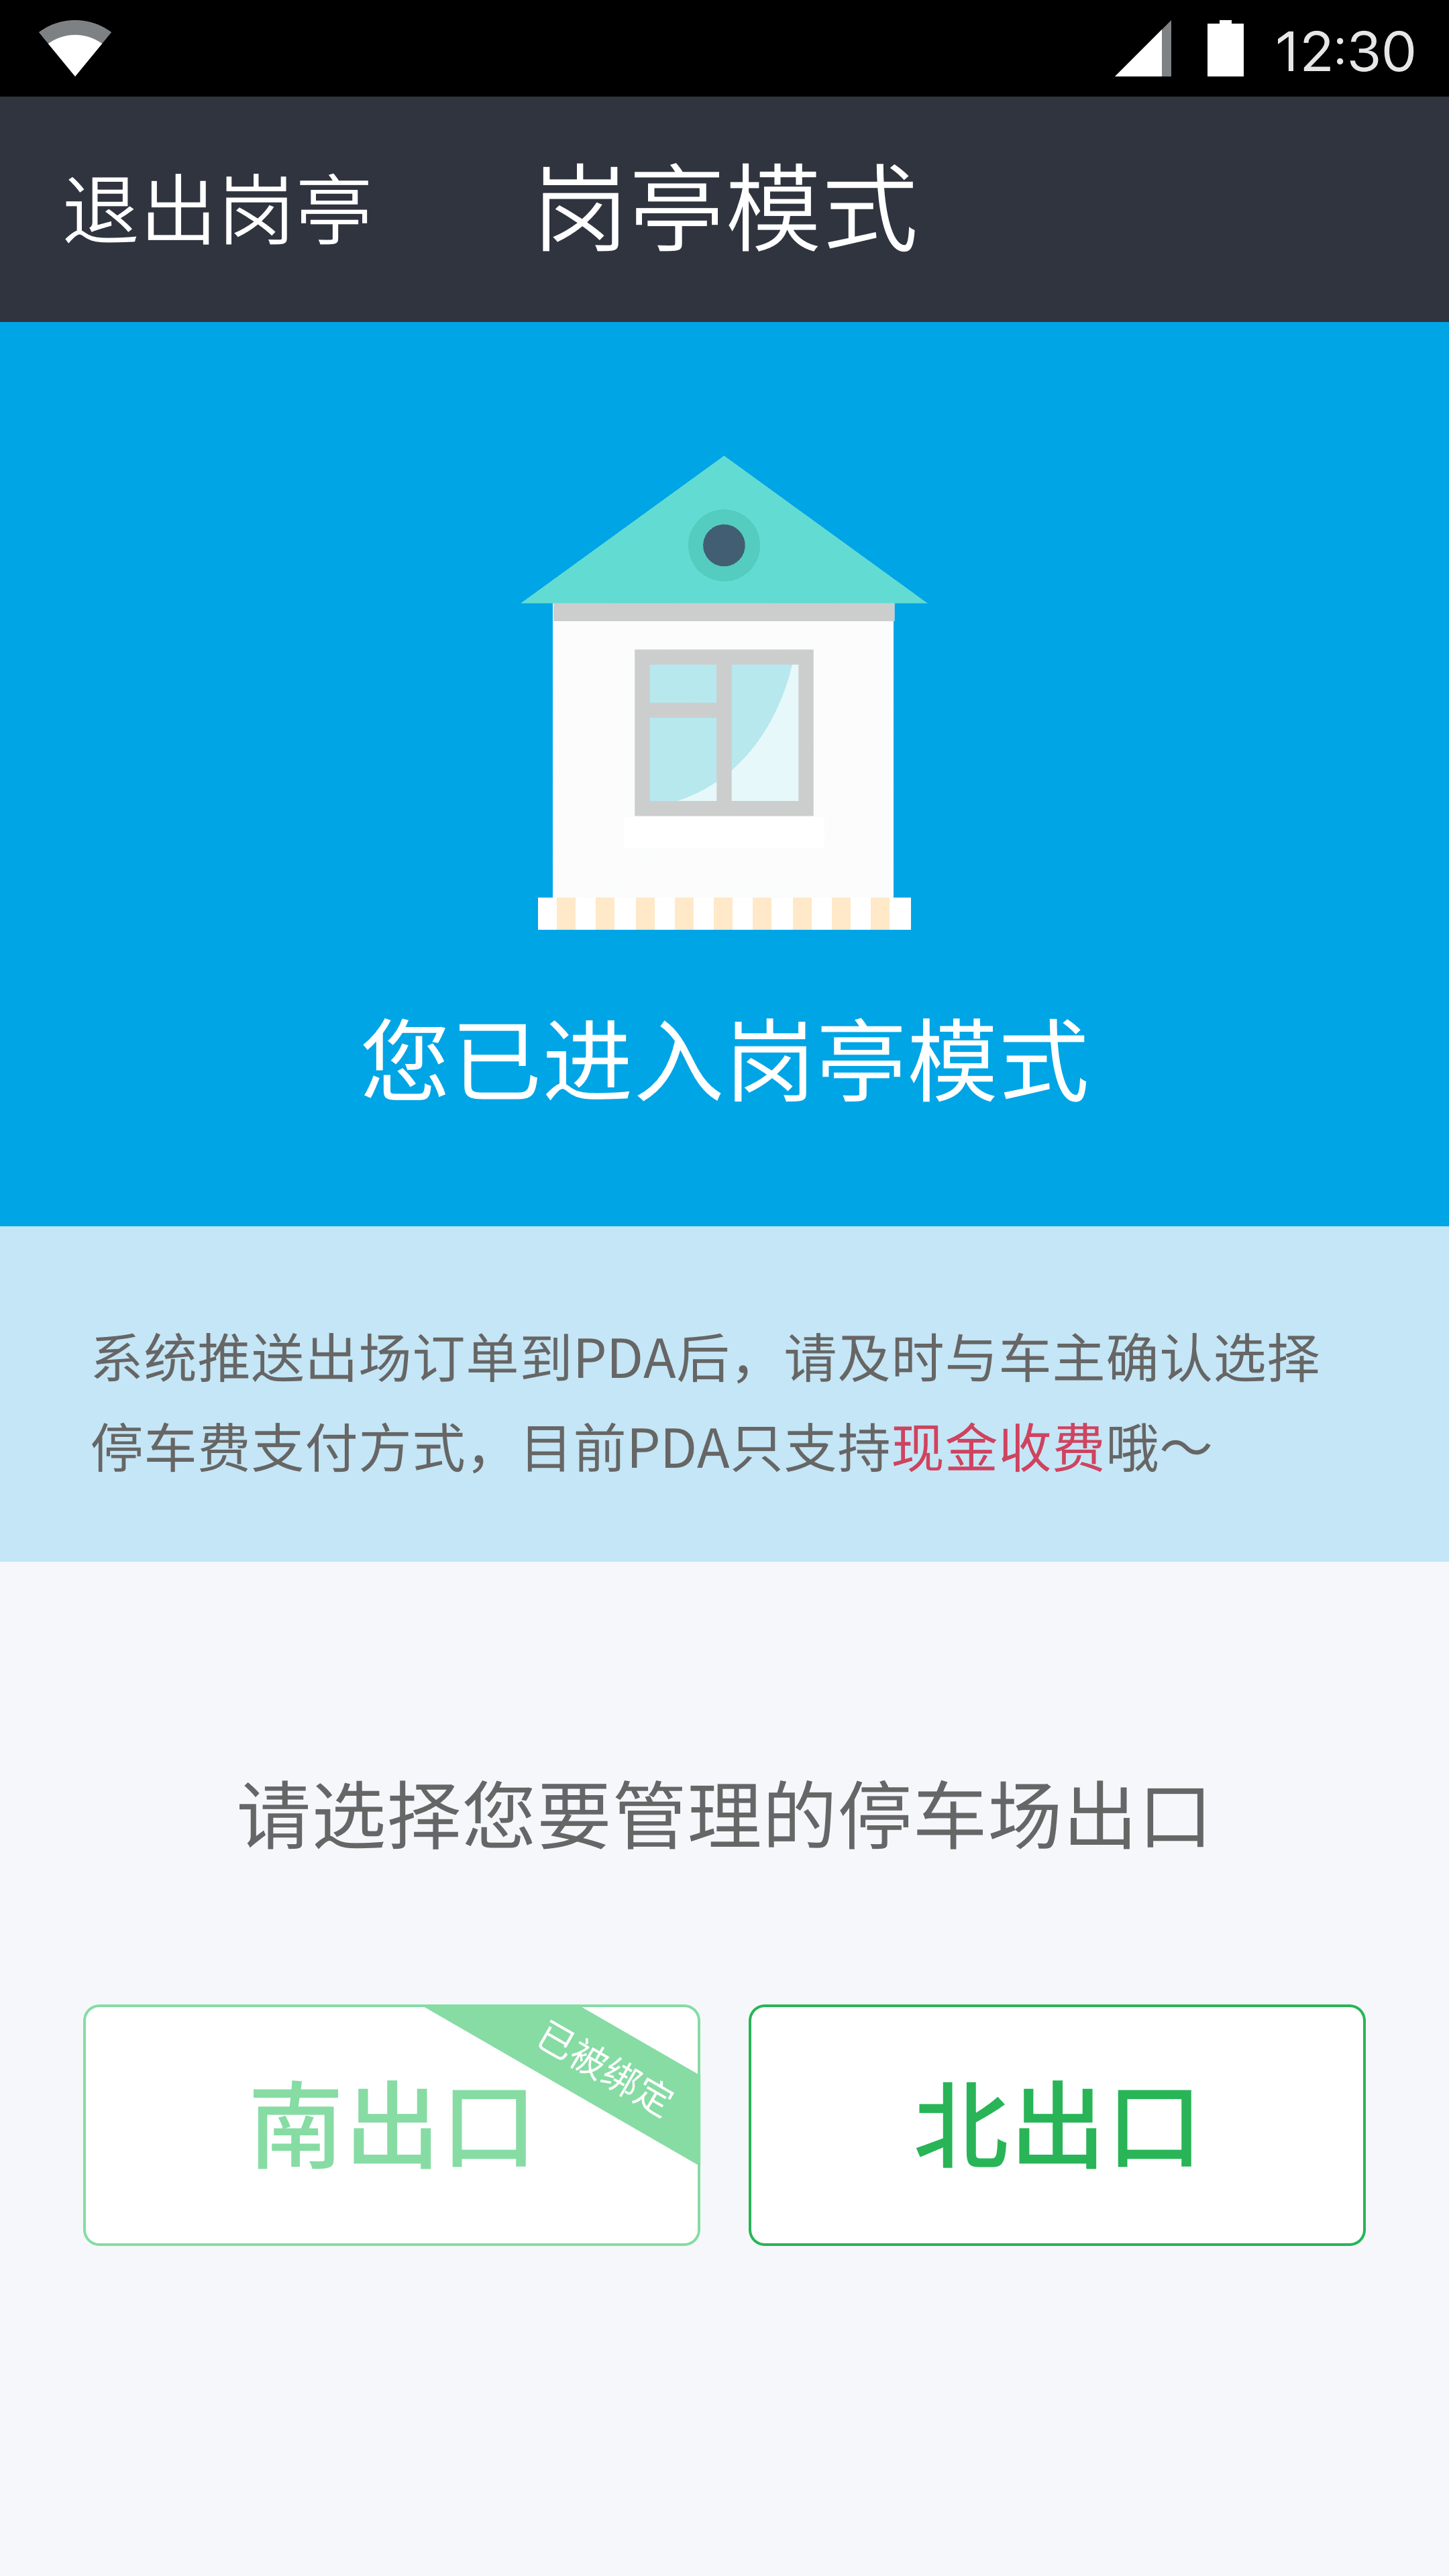 12:30
退出岗亭
岗亭模式
您已进入岗亭模式
系统推送出场订单到PDA后，请及时与车主确认选择
停车费支付方式，目前PDA只支持现金收费哦～
请选择您要管理的停车场出口
南出口
已被绑定
北出口